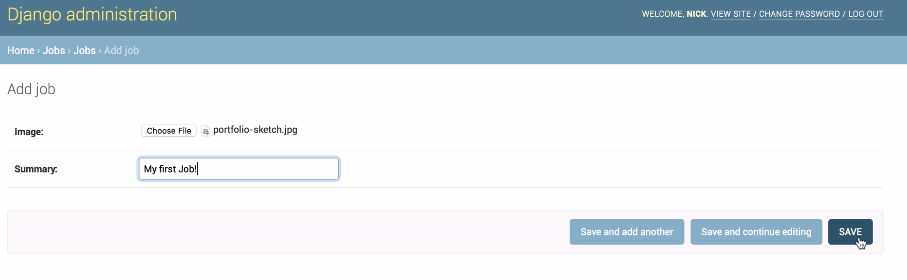 Django administration
WELCOME, NICK. VIEW SITE / CHANGE PASSWORD / LOG OUT
Home › Jobs › Jobs › Add job
Add job
Image: Choose File portfolio-sketch.jpg
Summary: My first Job!
Save and add another Save and continue editing SAVE